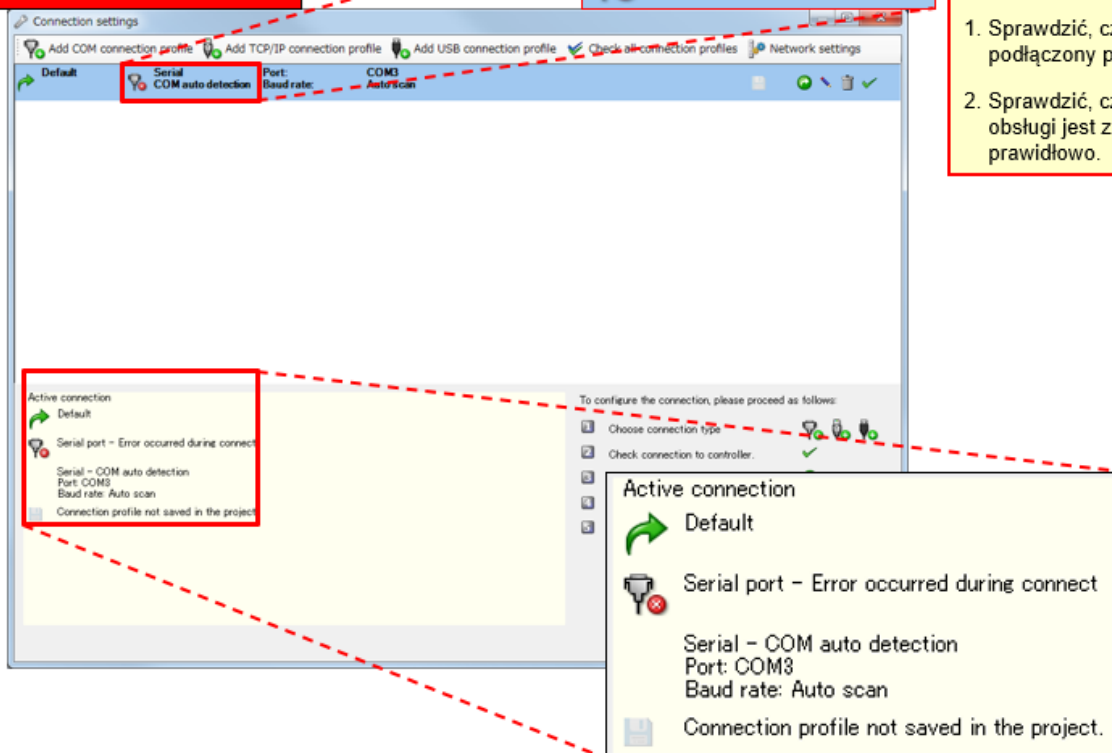 Connection settings
Add COM connection profile Add TCP/IP connection profile Add USB connection profile Check all connection profiles Network settings
Default Serial Port: COM3
COM auto detection Baud rate: Auto scan
1. Sprawdzić,
podłączony
2. Sprawdzić,
obsługi jest
prawidłowo.
Active connection
Default
Serial port - Error occurred during connect
Serial - COM auto detection
Port: COM3
Baud rate: Auto scan
Connection profile not saved in the project
To configure the connection, please proceed as follows:
1 Choose connection type
2 Check connection to controller.
3
4
5
Active connection
Default
Serial port - Error occurred during connect
Serial - COM auto detection
Port: COM3
Baud rate: Auto scan
Connection profile not saved in the project.